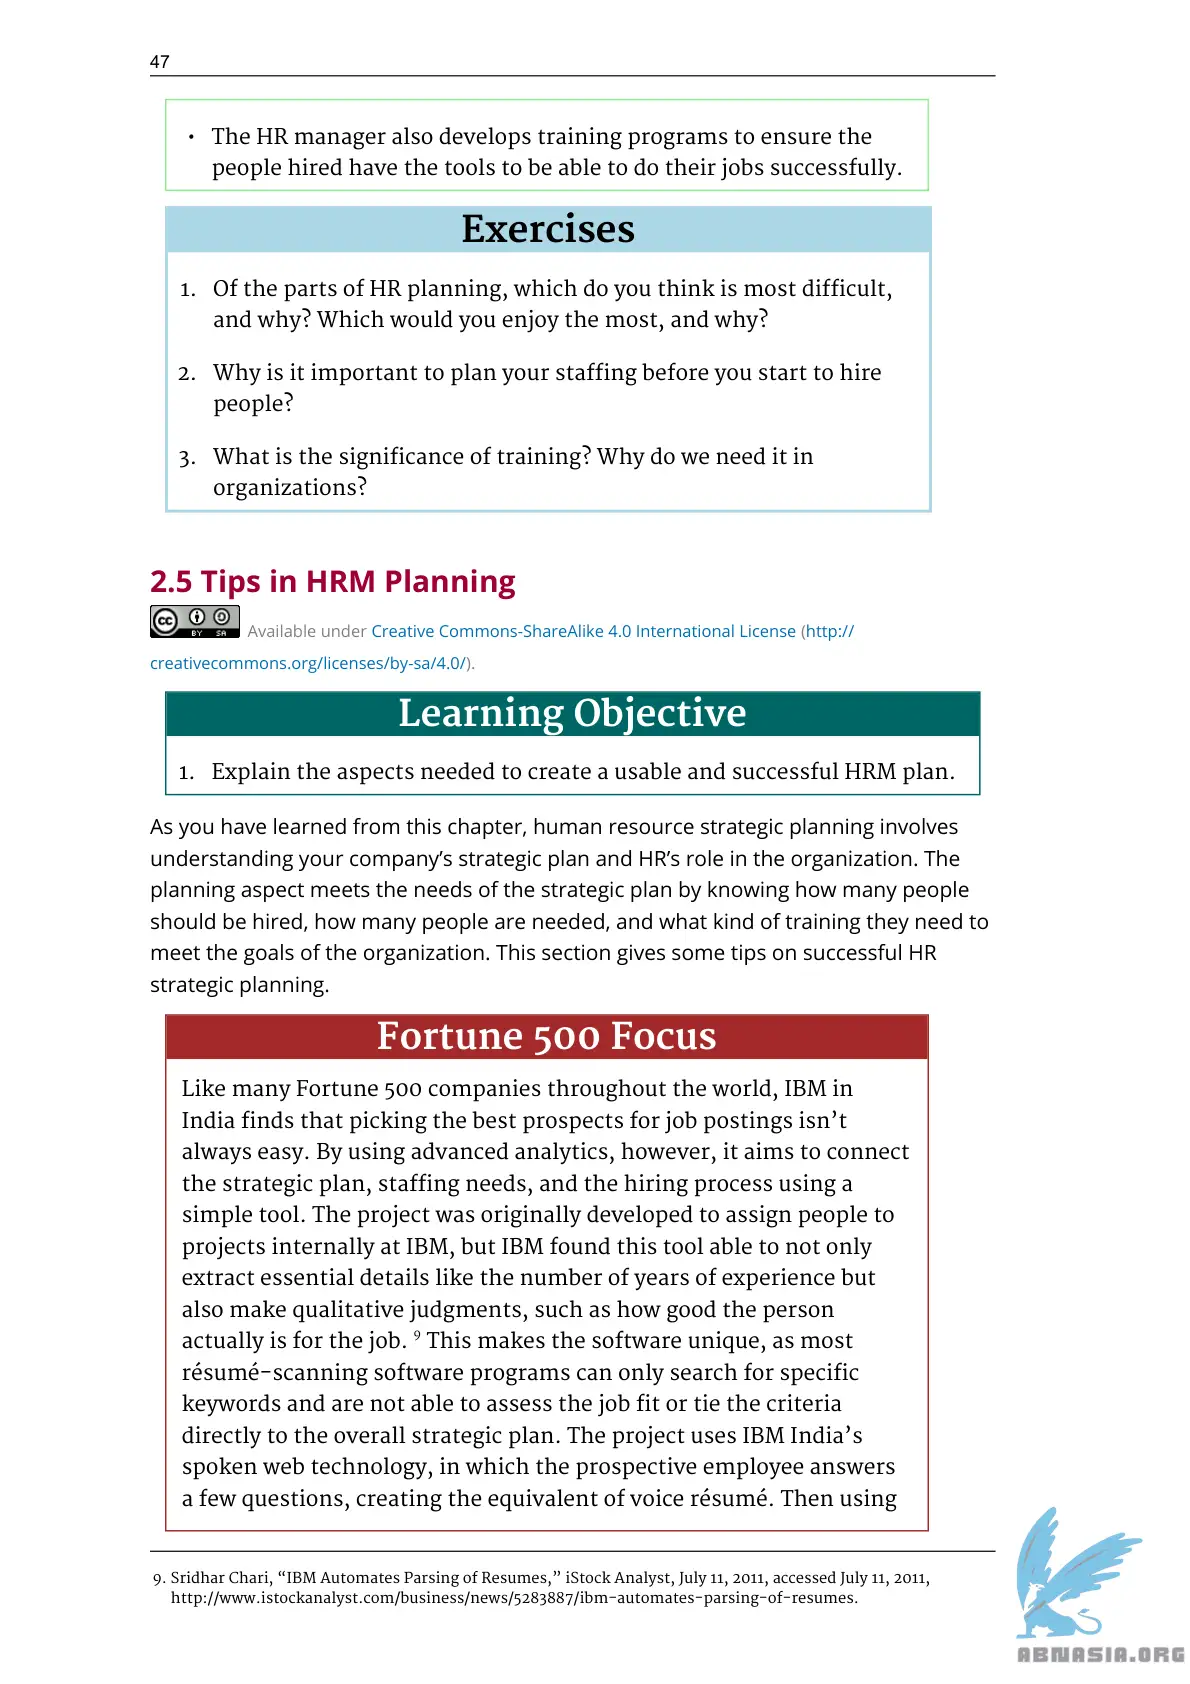 47
• The HR manager also develops training programs to ensure the
people hired have the tools to be able to do their jobs successfully.
Exercises
1. Of the parts of HR planning, which do you think is most difficult,
and why? Which would you enjoy the most, and why?
2. Why is it important to plan your staffing before you start to hire
people?
3. What is the significance of training? Why do we need it in
organizations?
2.5 Tips in HRM Planning
cc BY SA Available under Creative Commons-ShareAlike 4.0 International License (http://
creativecommons.org/licenses/by-sa/4.0/).
Learning Objective
1. Explain the aspects needed to create a usable and successful HRM plan.
As you have learned from this chapter, human resource strategic planning involves
understanding your company’s strategic plan and HR’s role in the organization. The
planning aspect meets the needs of the strategic plan by knowing how many people
should be hired, how many people are needed, and what kind of training they need to
meet the goals of the organization. This section gives some tips on successful HR
strategic planning.
Fortune 500 Focus
Like many Fortune 500 companies throughout the world, IBM in
India finds that picking the best prospects for job postings isn’t
always easy. By using advanced analytics, however, it aims to connect
the strategic plan, staffing needs, and the hiring process using a
simple tool. The project was originally developed to assign people to
projects internally at IBM, but IBM found this tool able to not only
extract essential details like the number of years of experience but
also make qualitative judgments, such as how good the person
actually is for the job. 9 This makes the software unique, as most
résumé-scanning software programs can only search for specific
keywords and are not able to assess the job fit or tie the criteria
directly to the overall strategic plan. The project uses IBM India’s
spoken web technology, in which the prospective employee answers
a few questions, creating the equivalent of voice résumé. Then using
9. Sridhar Chari, “IBM Automates Parsing of Resumes,” iStock Analyst, July 11, 2011, accessed July 11, 2011,
http://www.istockanalyst.com/business/news/5283887/ibm-automates-parsing-of-resumes.
ABNASIA.ORG